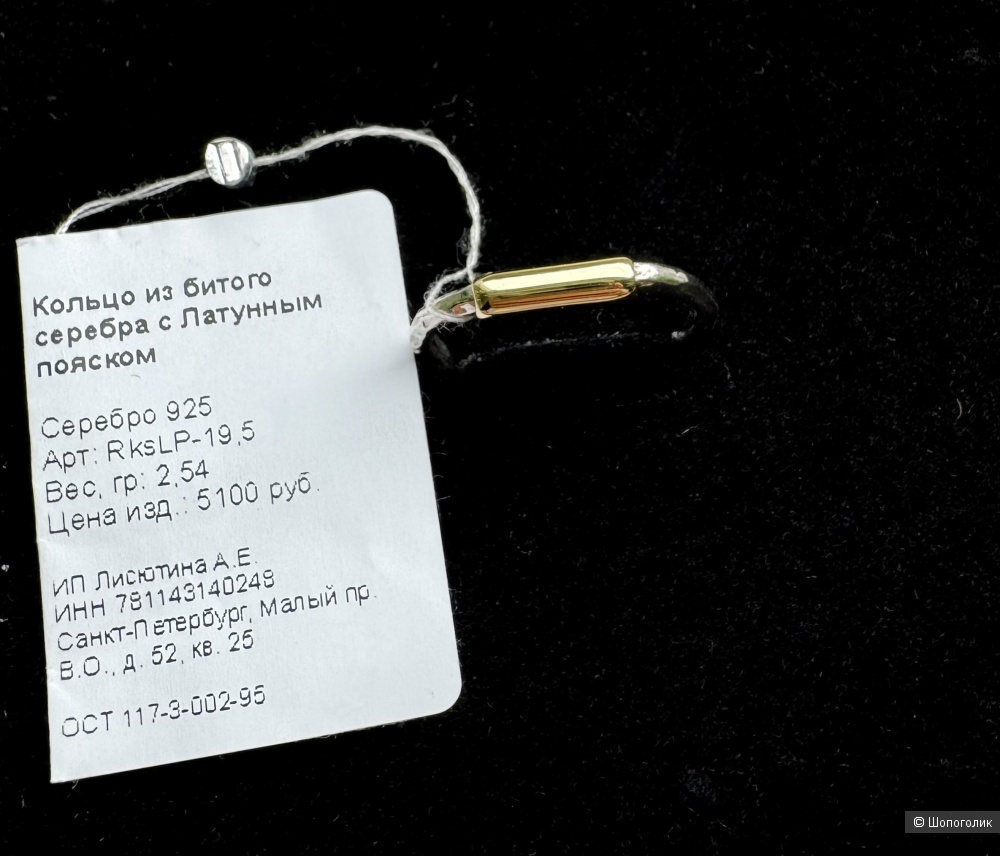 Кольцо из битого
серебра с Латунным
пояском
Серебро 925
Арт: RksLP-19,5
Вес, гр: 2,54
Цена изд.: 5100 руб.
ИП Лисютина А.Е.
ИНН 781143140248
Санкт-Петербург, Малый пр.
В.О., д. 52, кв. 25
ОСТ 117-3-002-95
© Шопоголик